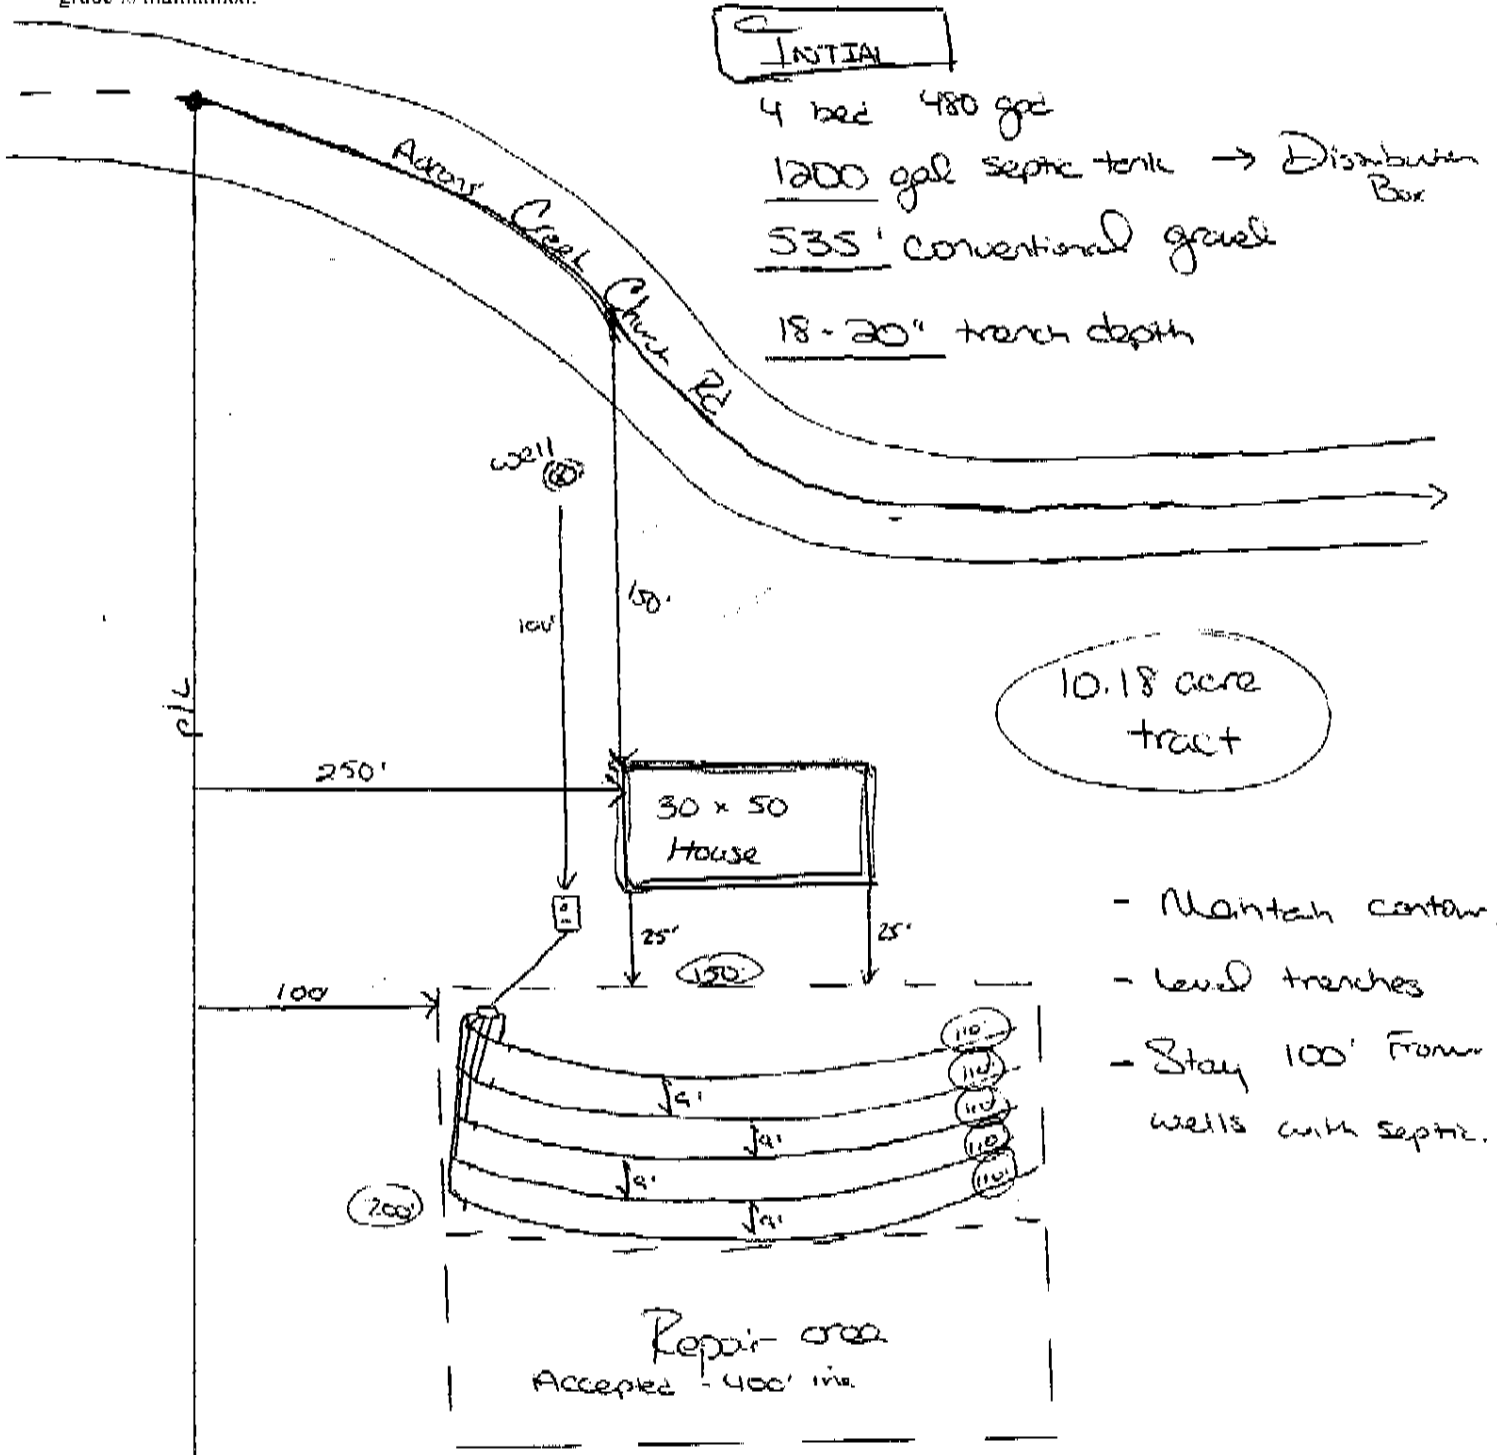 INITIAL
4 bed 480 gpd
1200 gal septic tank → Distribution
Box
535' conventional gravel
18-20" trench depth
Creek Church Rd
well
150'
100'
p/L
10.18 acre
tract
250'
30 x 50
House
- Maintain contour
25'
25'
150'
- Level trenches
100'
- Stay 100' From
wells with septic.
110'
110'
110'
110'
110'
9'
9'
9'
9'
200'
Repair area
Accepted - 400' line